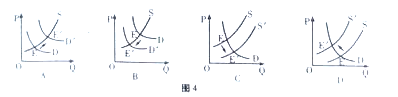 P S E' E D' D O Q A
P S E E' D D' O Q B
P S S' E E' D O Q C
P S' S E' E D O Q D
图 4